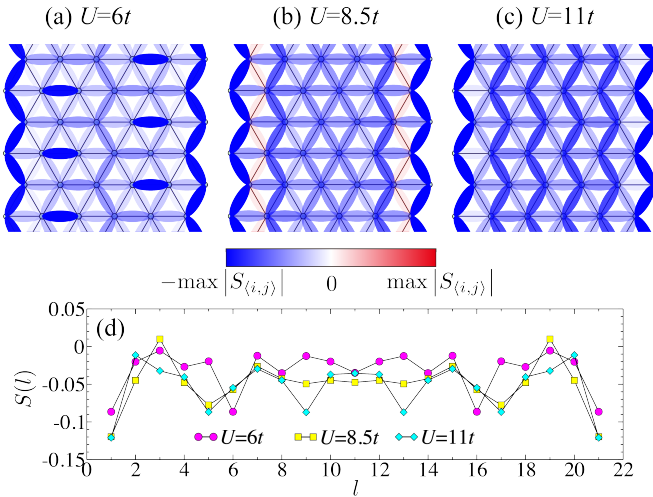 (a) U=6t (b) U=8.5t (c) U=11t
−max |S⟨i,j⟩| 0 max |S⟨i,j⟩|
0.05
(d)
0
-0.05
S(l)
-0.1
U=6t U=8.5t U=11t
-0.15
0 2 4 6 8 10 12 14 16 18 20 22
l